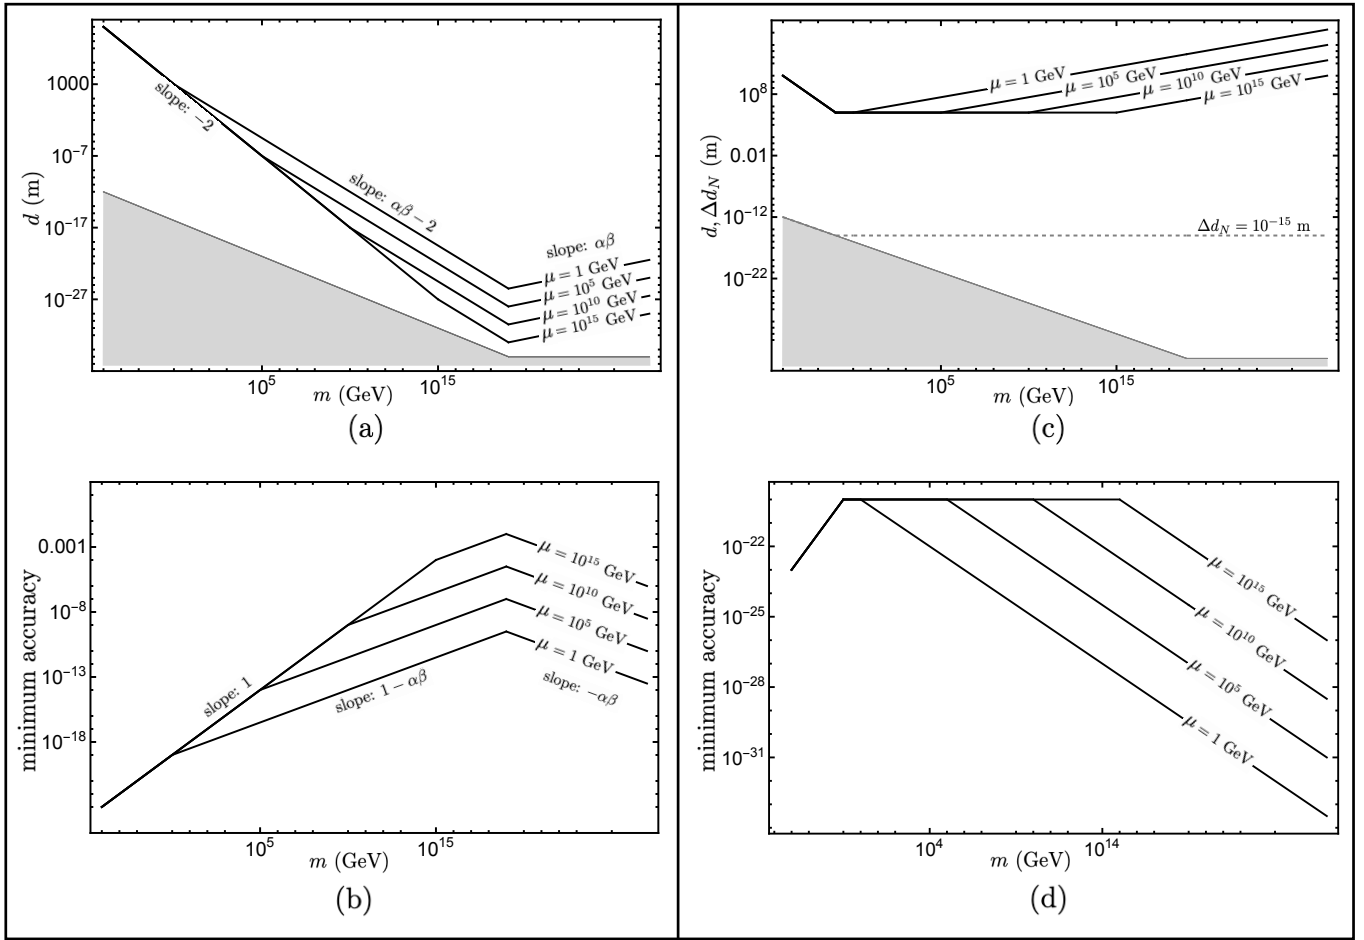 1000
10^-7
10^-17
10^-27
d (m)
slope: −2
slope: αβ − 2
slope: αβ
μ = 1 GeV
μ = 10^5 GeV
μ = 10^10 GeV
μ = 10^15 GeV
10^5
10^15
m (GeV)
(a)
10^8
0.01
10^-12
10^-22
d, Δd_N (m)
μ = 1 GeV
μ = 10^5 GeV
μ = 10^10 GeV
μ = 10^15 GeV
Δd_N = 10^-15 m
10^5
10^15
m (GeV)
(c)
0.001
10^-8
10^-13
10^-18
minimum accuracy
μ = 10^15 GeV
μ = 10^10 GeV
μ = 10^5 GeV
μ = 1 GeV
slope: 1
slope: 1 − αβ
slope: −αβ
10^5
10^15
m (GeV)
(b)
10^-22
10^-25
10^-28
10^-31
minimum accuracy
μ = 10^15 GeV
μ = 10^10 GeV
μ = 10^5 GeV
μ = 1 GeV
10^4
10^14
m (GeV)
(d)